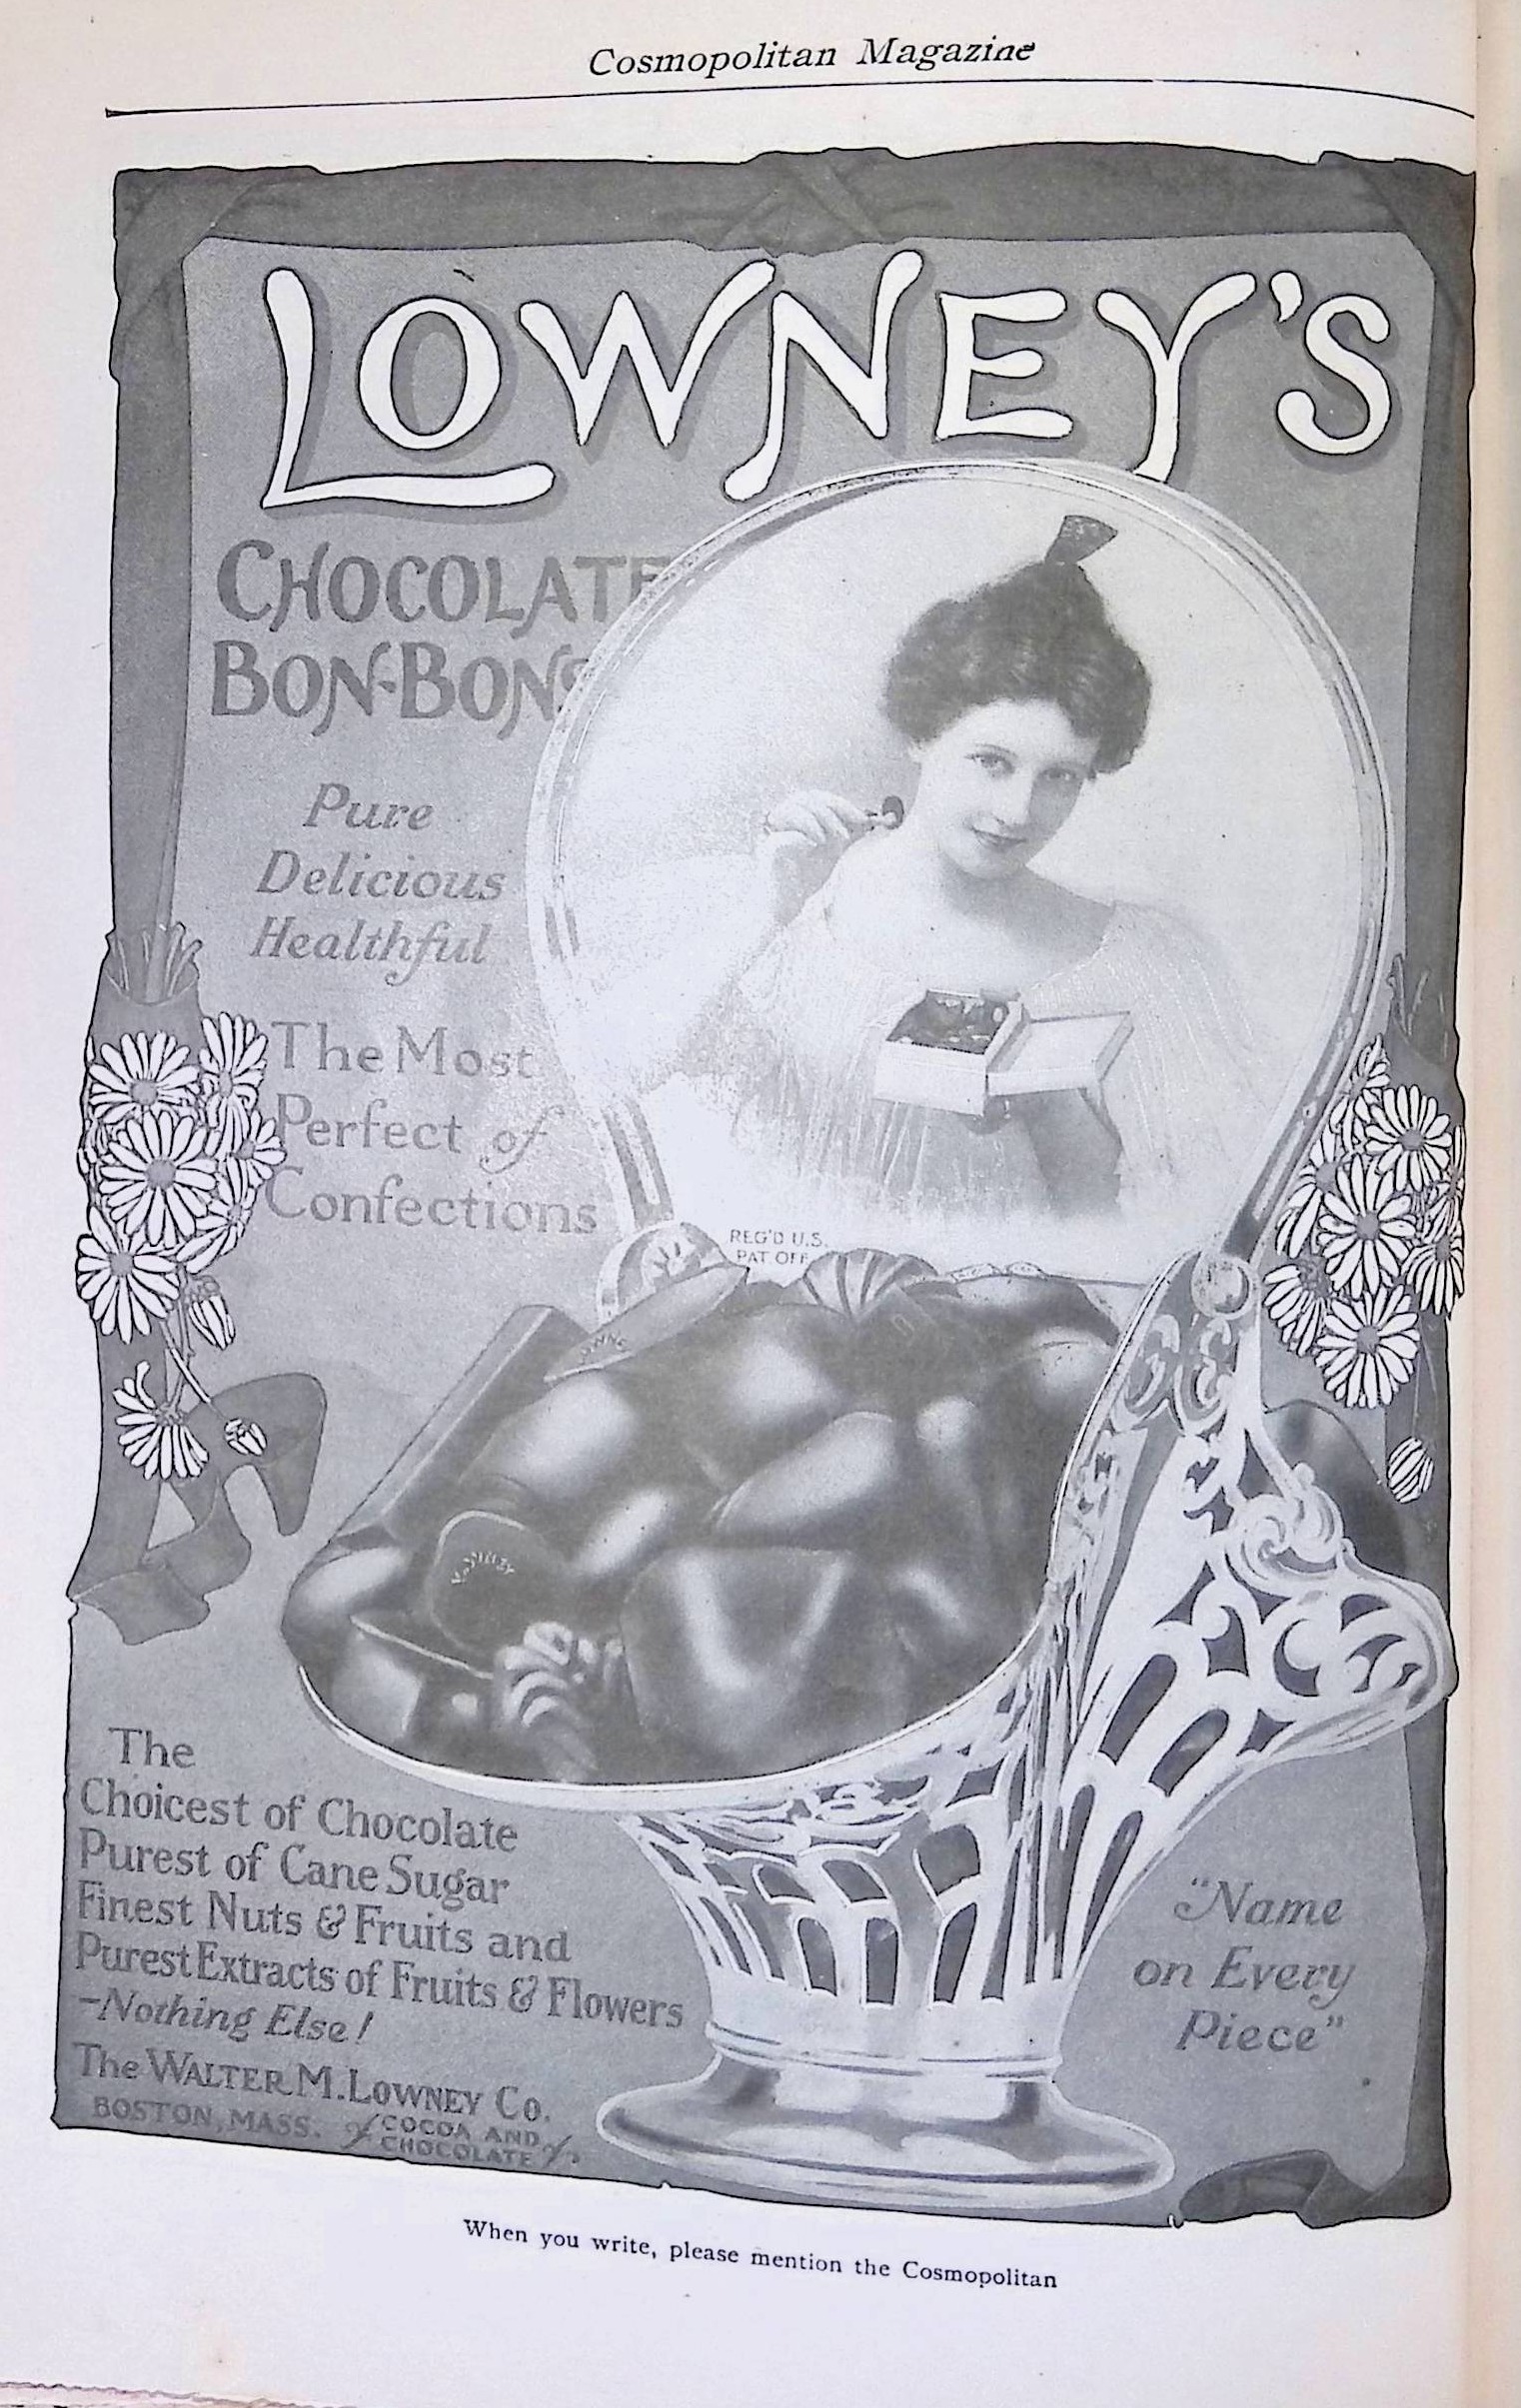 Cosmopolitan Magazine
LOWNEY'S
CHOCOLATE
BON-BONS
Pure
Delicious
Healthful
The Most
Perfect of
Confections
REG'D U.S.
PAT. OFF.
LOWNEY
The
Choicest of Chocolate
Purest of Cane Sugar
Finest Nuts & Fruits and
Purest Extracts of Fruits & Flowers
-Nothing Else!
The WALTER M. LOWNEY Co.
BOSTON, MASS. COCOA AND
CHOCOLATE
"Name
on Every
Piece"
When you write, please mention the Cosmopolitan